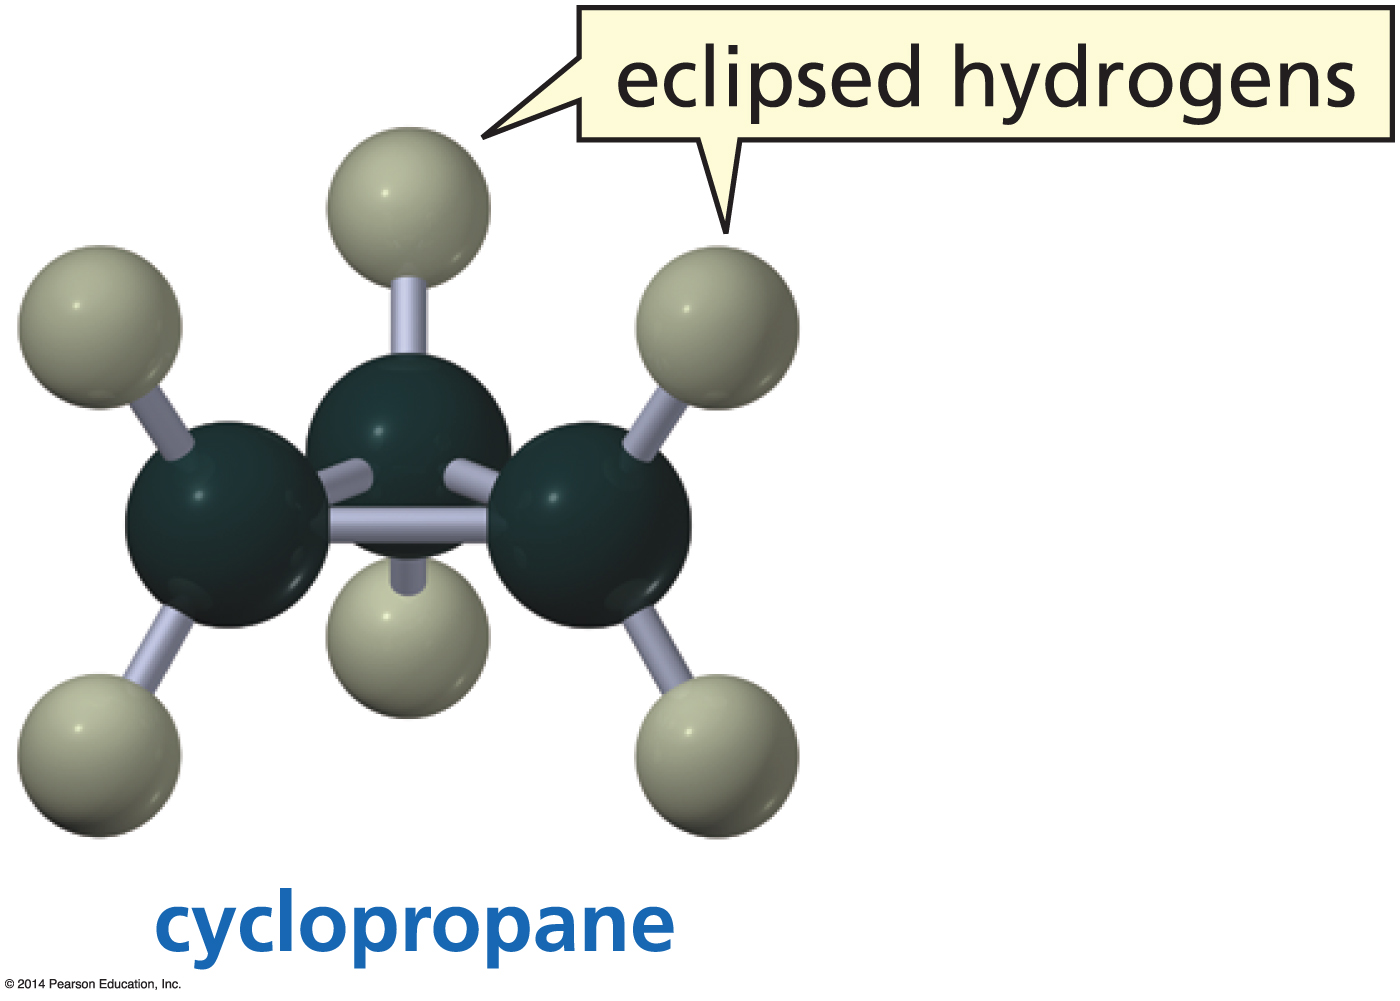 eclipsed hydrogens
cyclopropane
© 2014 Pearson Education, Inc.